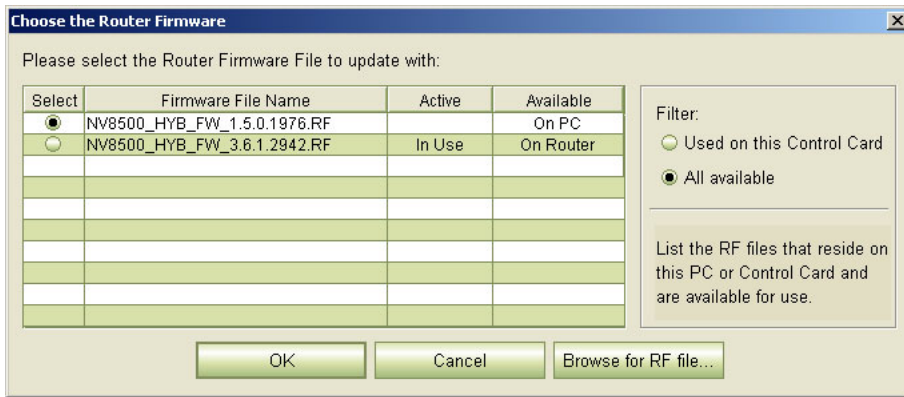 Choose the Router Firmware
Please select the Router Firmware File to update with:
Select Firmware File Name Active Available
NV8500_HYB_FW_1.5.0.1976.RF On PC
NV8500_HYB_FW_3.6.1.2942.RF In Use On Router
Filter:
Used on this Control Card
All available
List the RF files that reside on
this PC or Control Card and
are available for use.
OK Cancel Browse for RF file...